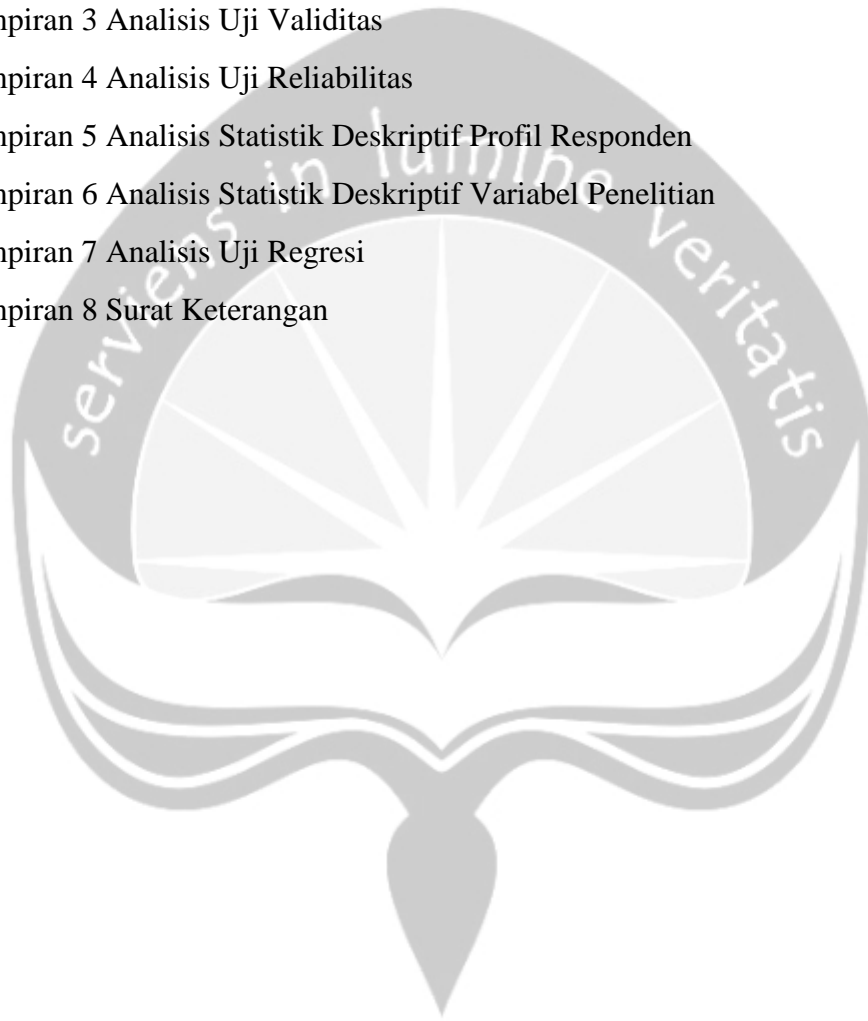 mpiran 3 Analisis Uji Validitas
mpiran 4 Analisis Uji Reliabilitas
mpiran 5 Analisis Statistik Deskriptif Profil Responden
mpiran 6 Analisis Statistik Deskriptif Variabel Penelitian
mpiran 7 Analisis Uji Regresi
mpiran 8 Surat Keterangan
serviens in lumine veritatis